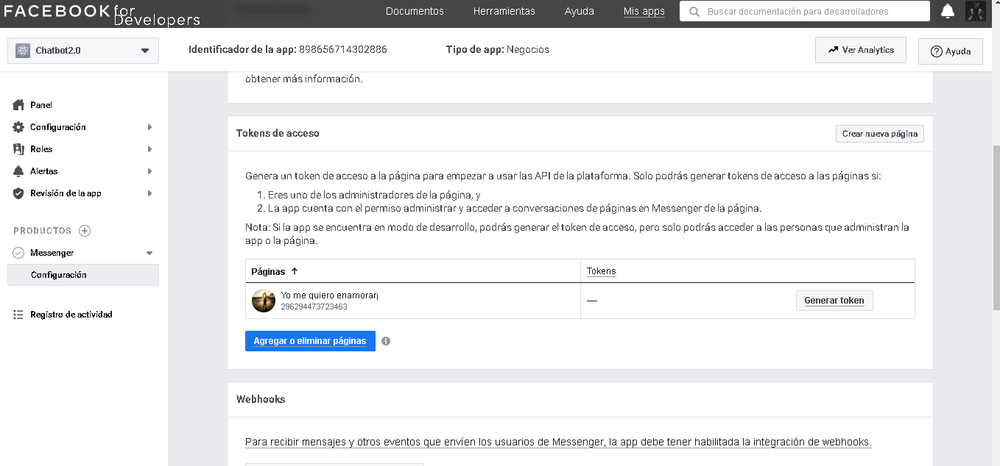 FACEBOOK for Developers
Documentos Herramientas Ayuda Mis apps Buscar documentación para desarrolladores
Chatbot2.0 Identificador de la app: 898656714302886 Tipo de app: Negocios Ver Analytics Ayuda
Panel
Configuración
Roles
Alertas
Revisión de la app
PRODUCTOS
Messenger
Configuración
Registro de actividad
obtener más información.
Tokens de acceso Crear nueva página
Genera un token de acceso a la página para empezar a usar las API de la plataforma. Solo podrás generar tokens de acceso a las páginas si:
1. Eres uno de los administradores de la página, y
2. La app cuenta con el permiso administrar y acceder a conversaciones de páginas en Messenger de la página.
Nota: Si la app se encuentra en modo de desarrollo, podrás generar el token de acceso, pero solo podrás acceder a las personas que administran la
app o la página.
Páginas Tokens
Yo me quiero enamorar¡
296294473723463
— Generar token
Agregar o eliminar páginas
Webhooks
Para recibir mensajes y otros eventos que envíen los usuarios de Messenger, la app debe tener habilitada la integración de webhooks.